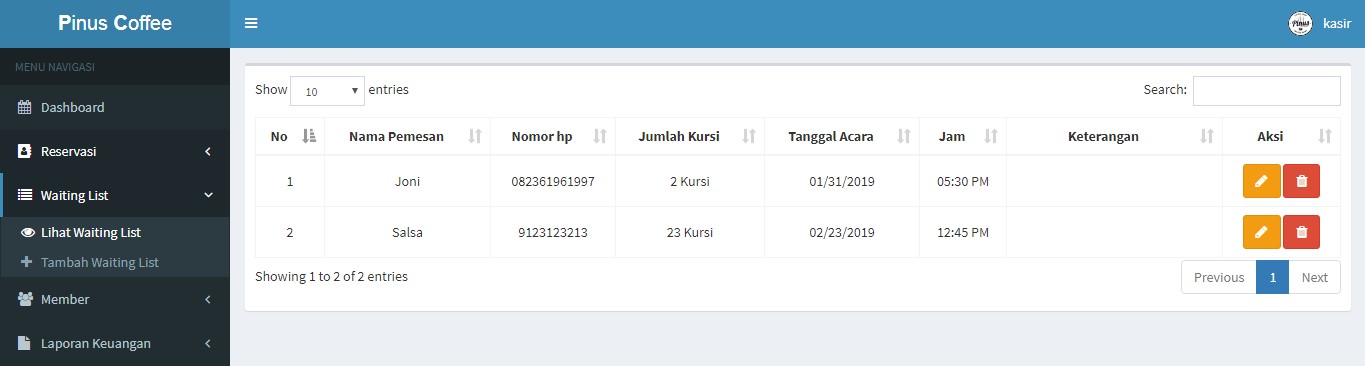 Pinus Coffee
Pinus
kasir
MENU NAVIGASI
Dashboard
Reservasi
Waiting List
Lihat Waiting List
Tambah Waiting List
Member
Laporan Keuangan
Show 10 entries
Search:
No Nama Pemesan Nomor hp Jumlah Kursi Tanggal Acara Jam Keterangan Aksi
1 Joni 082361961997 2 Kursi 01/31/2019 05:30 PM
2 Salsa 9123123213 23 Kursi 02/23/2019 12:45 PM
Showing 1 to 2 of 2 entries
Previous 1 Next